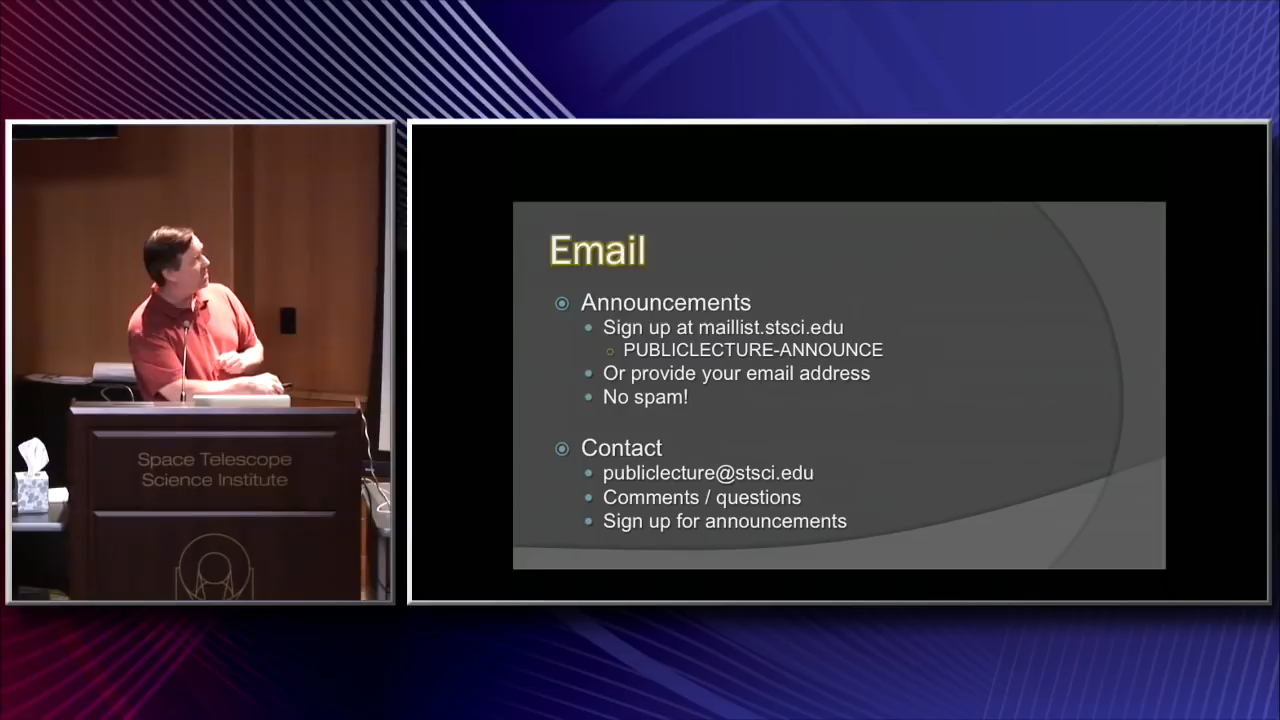 Space Telescope
Science Institute
Email
Announcements
Sign up at maillist.stsci.edu
PUBLICLECTURE-ANNOUNCE
Or provide your email address
No spam!
Contact
publiclecture@stsci.edu
Comments / questions
Sign up for announcements